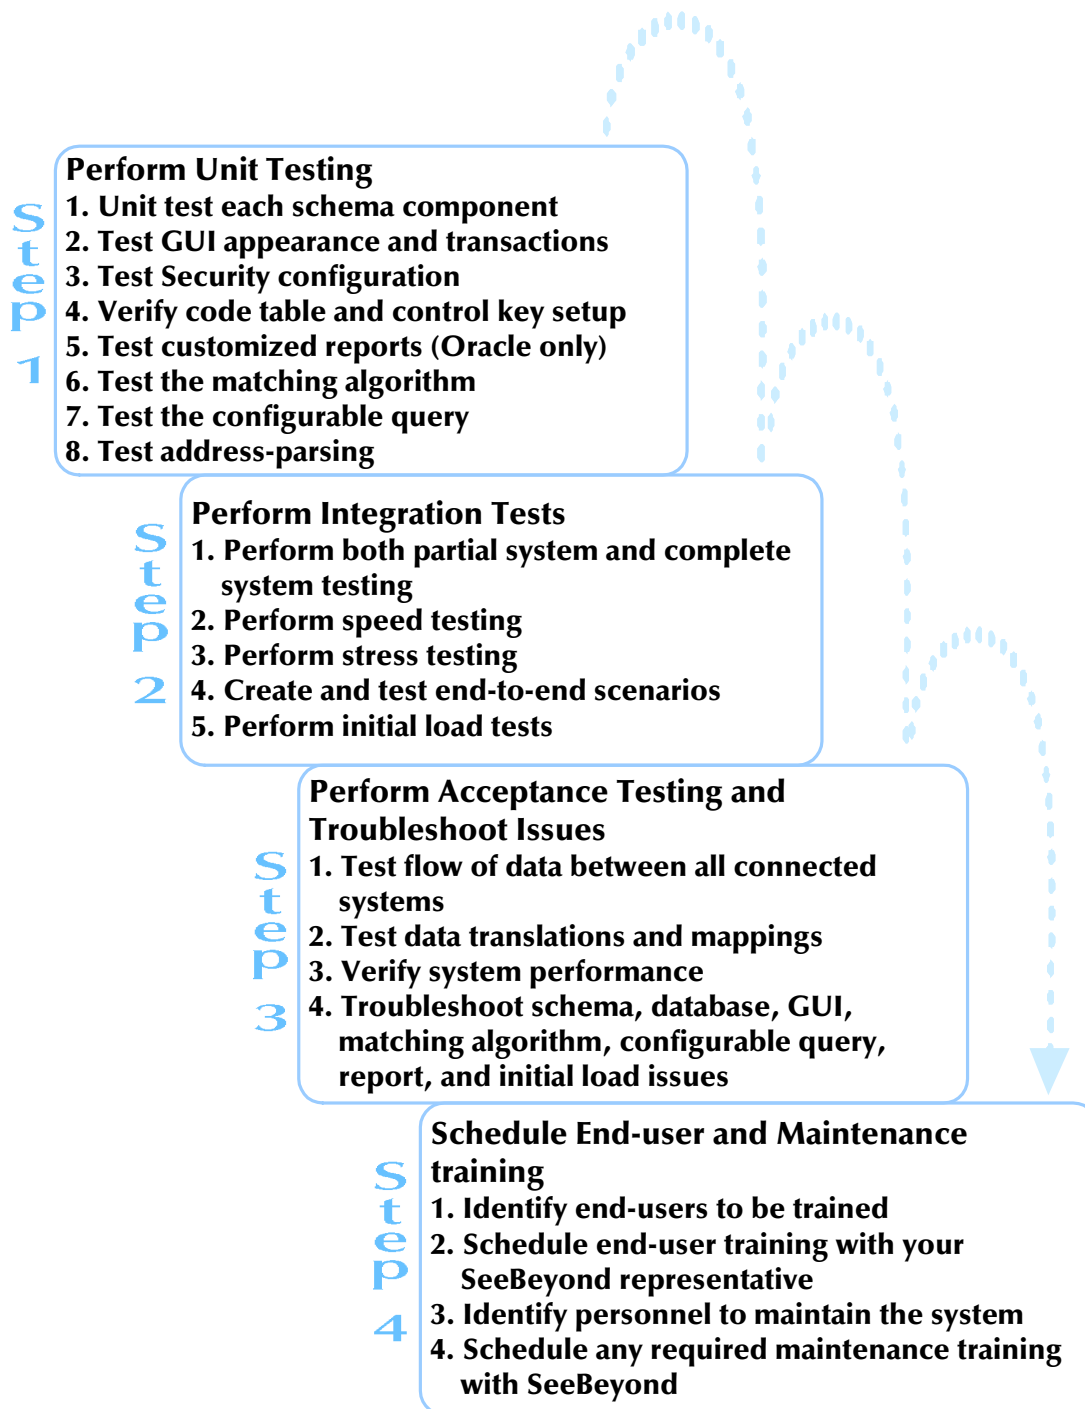 Step 1
Perform Unit Testing
1. Unit test each schema component
2. Test GUI appearance and transactions
3. Test Security configuration
4. Verify code table and control key setup
5. Test customized reports (Oracle only)
6. Test the matching algorithm
7. Test the configurable query
8. Test address-parsing
Step 2
Perform Integration Tests
1. Perform both partial system and complete
system testing
2. Perform speed testing
3. Perform stress testing
4. Create and test end-to-end scenarios
5. Perform initial load tests
Step 3
Perform Acceptance Testing and
Troubleshoot Issues
1. Test flow of data between all connected
systems
2. Test data translations and mappings
3. Verify system performance
4. Troubleshoot schema, database, GUI,
matching algorithm, configurable query,
report, and initial load issues
Step 4
Schedule End-user and Maintenance
training
1. Identify end-users to be trained
2. Schedule end-user training with your
SeeBeyond representative
3. Identify personnel to maintain the system
4. Schedule any required maintenance training
with SeeBeyond